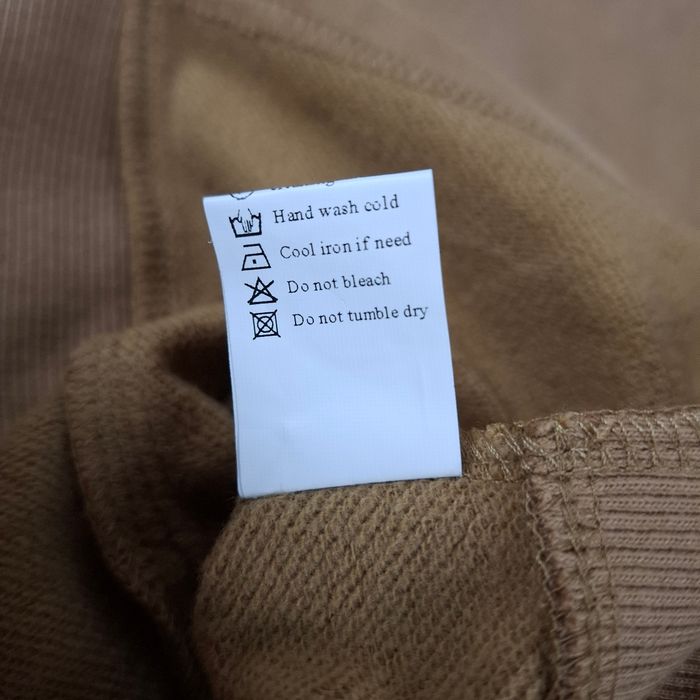 Hand wash cold
Cool iron if need
Do not bleach
Do not tumble dry